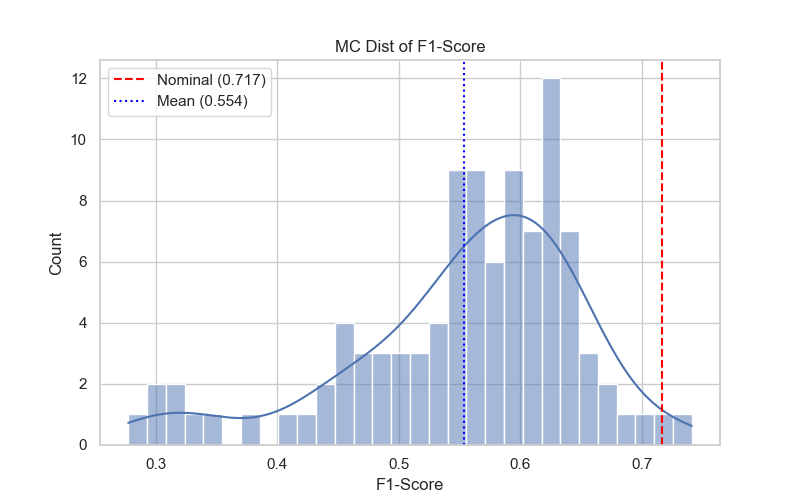 MC Dist of F1-Score
Nominal (0.717)
Mean (0.554)
12
10
8
6
4
2
0
Count
0.3 0.4 0.5 0.6 0.7
F1-Score